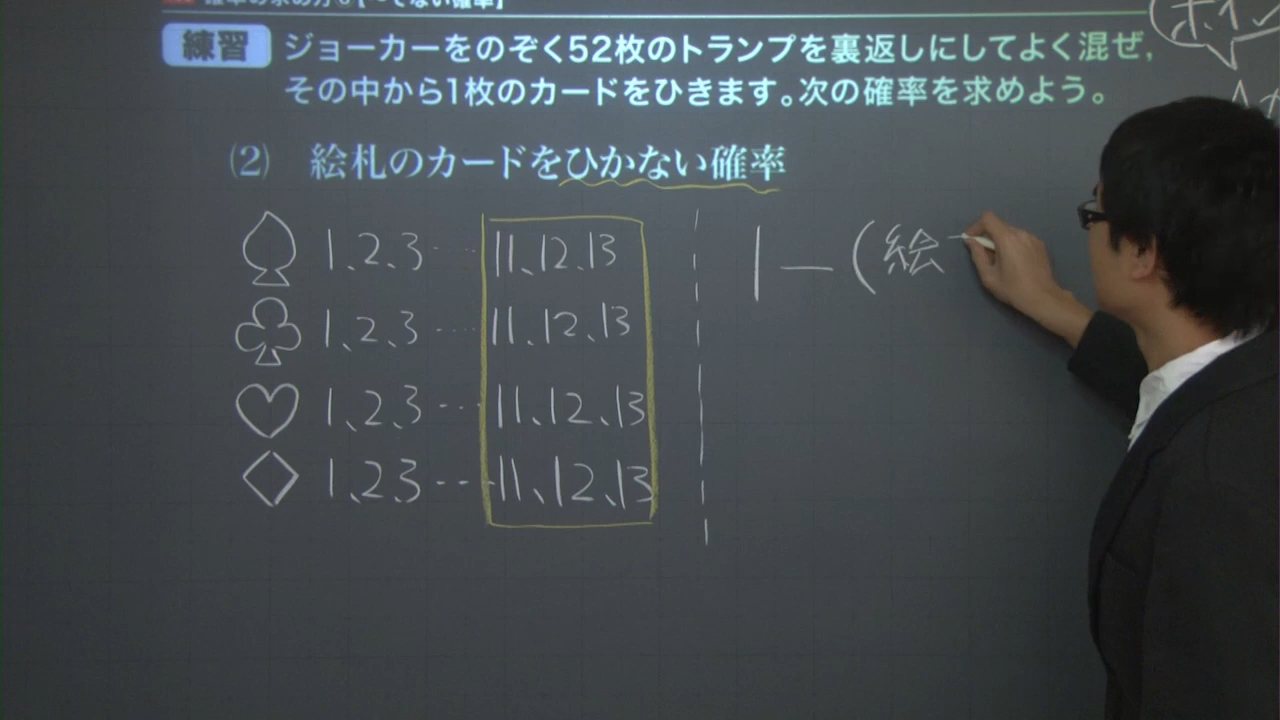 練習 ジョーカーをのぞく52枚のトランプを裏返しにしてよく混ぜ,
その中から1枚のカードをひきます。次の確率を求めよう。
(2) 絵札のカードをひかない確率
1、2、3 ... 11、12、13
1、2、3 .... 11、12、13
1、2、3 ... 11、12、13
1、2、3 .... 11、12、13
1-(絵